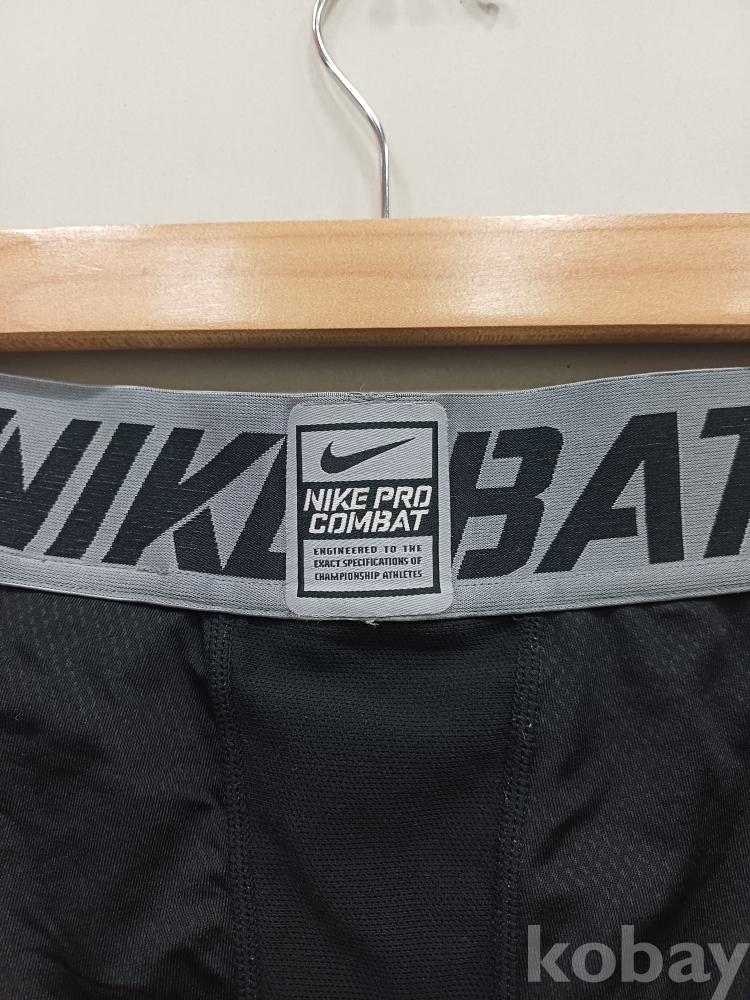 NIKE
BAT
NIKE PRO
COMBAT
ENGINEERED TO THE
EXACT SPECIFICATIONS OF
CHAMPIONSHIP ATHLETES
kobay